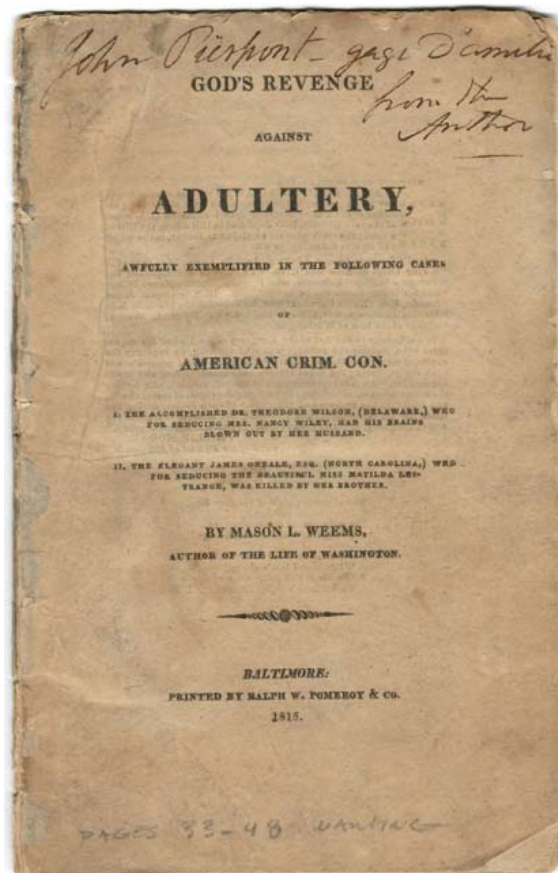 John Pierpont - gage D'amitie
from the
Author
GOD'S REVENGE
AGAINST
ADULTERY,
AWFULLY EXEMPLIFIED IN THE FOLLOWING CASES
OF
AMERICAN CRIM. CON.
I. THE ACCOMPLISHED DR. THEODORE WILSON, (DELAWARE,) WHO
FOR SEDUCING MRS. NANCY WILEY, HAD HIS BRAINS
BLOWN OUT BY HER HUSBAND.
II. THE ELEGANT JAMES ONEALE, ESQ. (NORTH CAROLINA,) WHO
FOR SEDUCING THE BEAUTIFUL MISS MATILDA LES-
TRANGE, WAS KILLED BY HER BROTHER.
BY MASON L. WEEMS,
AUTHOR OF THE LIFE OF WASHINGTON.
BALTIMORE:
PRINTED BY RALPH W. POMEROY & CO.
1815.
PAGES 33-48 WANTING